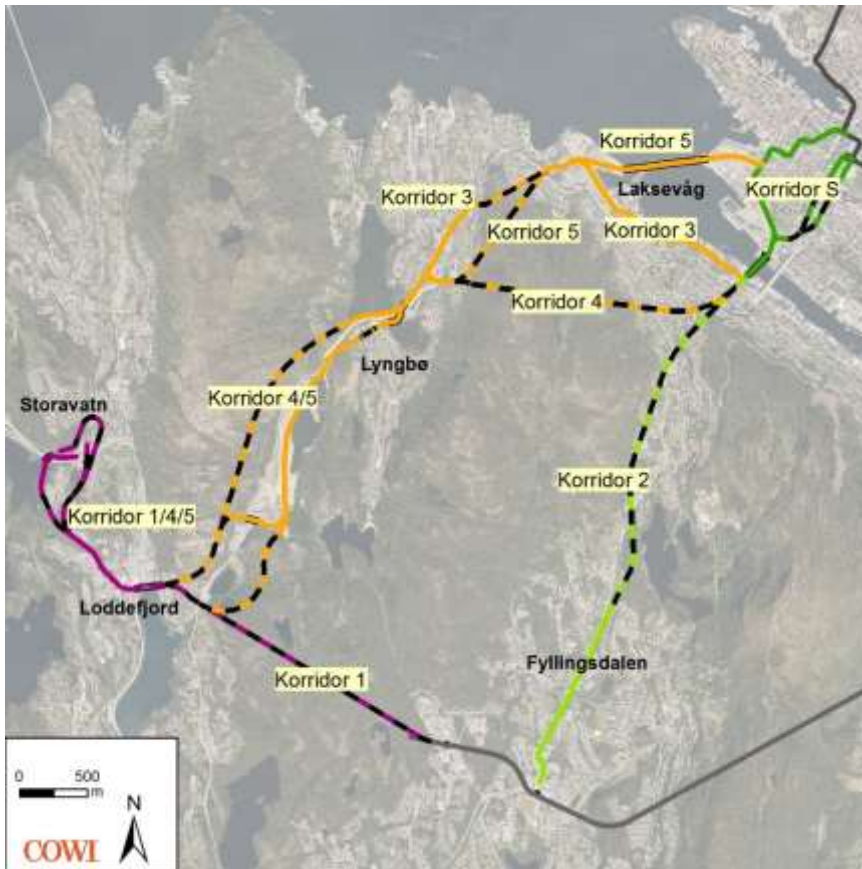 Korridor 5
Laksevåg
Korridor S
Korridor 3
Korridor 5
Korridor 3
Korridor 4
Lyngbø
Storavatn
Korridor 4/5
Korridor 2
Korridor 1/4/5
Loddefjord
Fyllingsdalen
Korridor 1
0 500
m
N
COWI